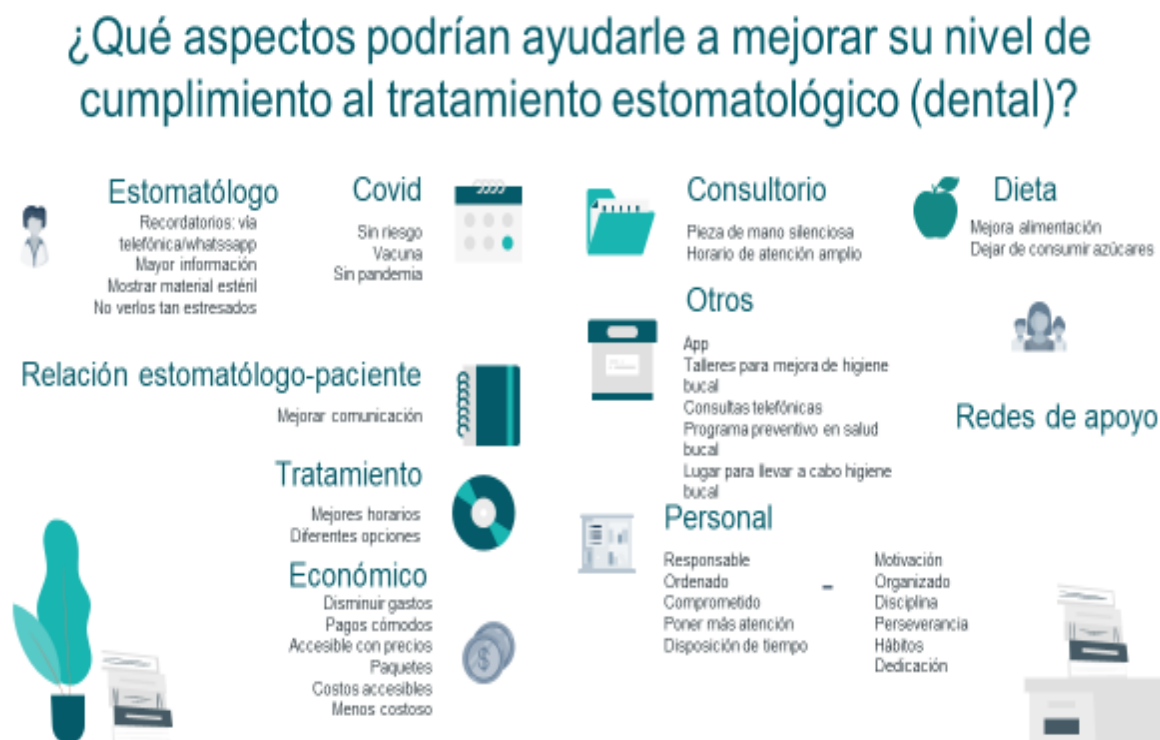 ¿Qué aspectos podrían ayudarle a mejorar su nivel de
cumplimiento al tratamiento estomatológico (dental)?
Estomatólogo
Recordatorios: vía
telefónica/whatssapp
Mayor información
Mostrar material estéril
No verlos tan estresados
Covid
Sin riesgo
Vacuna
Sin pandemia
Consultorio
Pieza de mano silenciosa
Horario de atención amplio
Dieta
Mejora alimentación
Dejar de consumir azúcares
Relación estomatólogo-paciente
Mejorar comunicación
Otros
App
Talleres para mejora de higiene
bucal
Consultas telefónicas
Programa preventivo en salud
bucal
Lugar para llevar a cabo higiene
bucal
Redes de apoyo
Tratamiento
Mejores horarios
Diferentes opciones
Económico
Disminuir gastos
Pagos cómodos
Accesible con precios
Paquetes
Costos accesibles
Menos costoso
Personal
Responsable
Ordenado
Comprometido
Poner más atención
Disposición de tiempo
-
Motivación
Organizado
Disciplina
Perseverancia
Hábitos
Dedicación